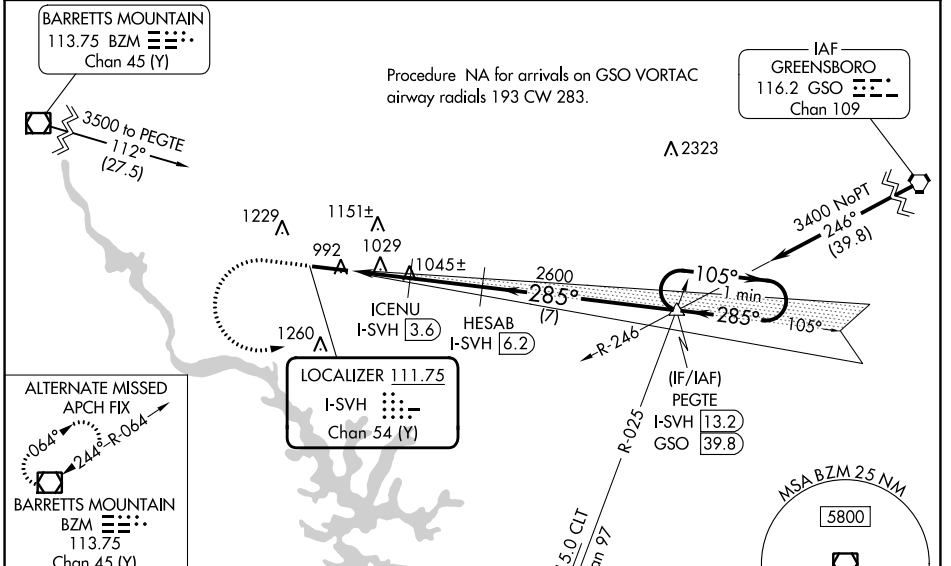 BARRETTS MOUNTAIN
113.75 BZM
Chan 45 (Y)
3500 to PEGTE
112°
(27.5)
Procedure NA for arrivals on GSO VORTAC
airway radials 193 CW 283.
IAF
GREENSBORO
116.2 GSO
Chan 109
2323
3400 NoPT
246°
(39.8)
1229
1151±
992
1029
1045±
2600
285°
(7)
105°
1 min
285°
105°
ICENU
I-SVH 3.6
HESAB
I-SVH 6.2
R-246
1260
LOCALIZER 111.75
I-SVH
Chan 54 (Y)
(IF/IAF)
PEGTE
I-SVH 13.2
GSO 39.8
R-025
5.0 CLT
an 97
ALTERNATE MISSED
APCH FIX
064°
244°
R-064
BARRETTS MOUNTAIN
BZM
113.75
Chan 45 (Y)
MSA BZM 25 NM
5800